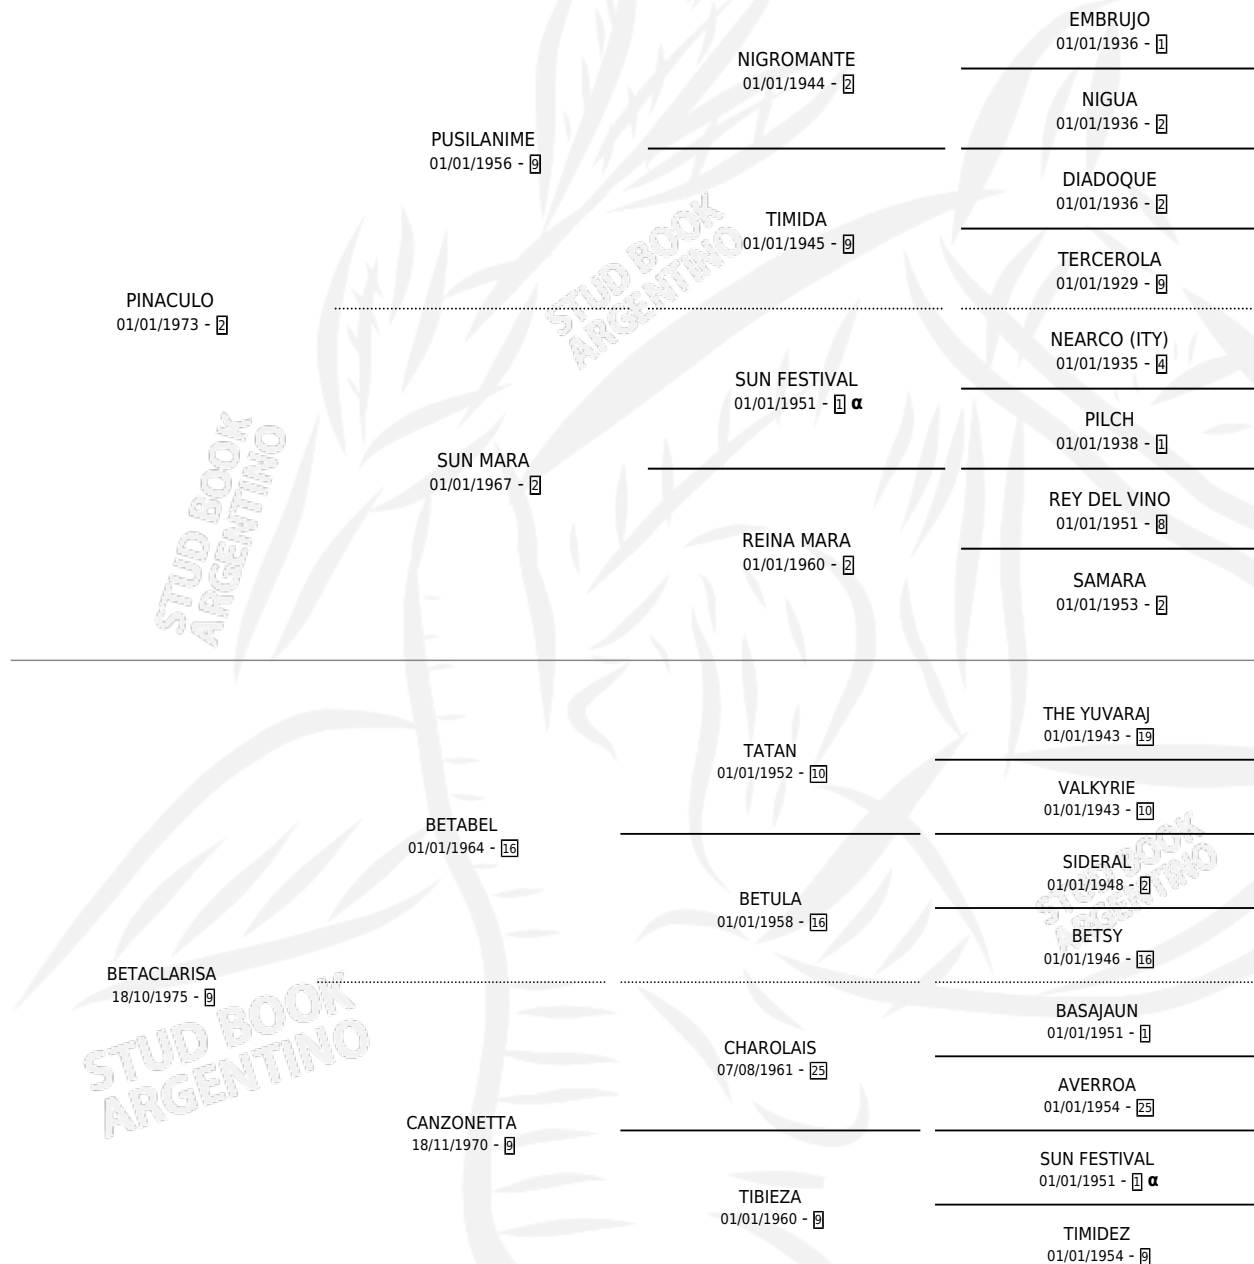 EMBRUJO
01/01/1936 - 1
NIGROMANTE
01/01/1944 - 2
NIGUA
01/01/1936 - 2
PUSILANIME
01/01/1956 - 9
DIADOQUE
01/01/1936 - 2
TIMIDA
01/01/1945 - 9
TERCEROLA
01/01/1929 - 9
PINACULO
01/01/1973 - 2
NEARCO (ITY)
01/01/1935 - 4
SUN FESTIVAL
01/01/1951 - 1 α
PILCH
01/01/1938 - 1
SUN MARA
01/01/1967 - 2
REY DEL VINO
01/01/1951 - 8
REINA MARA
01/01/1960 - 2
SAMARA
01/01/1953 - 2
THE YUVARAJ
01/01/1943 - 19
TATAN
01/01/1952 - 10
VALKYRIE
01/01/1943 - 10
BETABEL
01/01/1964 - 16
SIDERAL
01/01/1948 - 2
BETULA
01/01/1958 - 16
BETSY
01/01/1946 - 16
BETACLARISA
18/10/1975 - 9
BASAJAUN
01/01/1951 - 1
CHAROLAIS
07/08/1961 - 25
AVERROA
01/01/1954 - 25
CANZONETTA
18/11/1970 - 9
SUN FESTIVAL
01/01/1951 - 1 α
TIBIEZA
01/01/1960 - 9
TIMIDEZ
01/01/1954 - 9
STUD BOOK
ARGENTINO
STUD BOOK
ARGENTINO
STUD BOOK
ARGENTINO
STUD BOOK
ARGENTINO